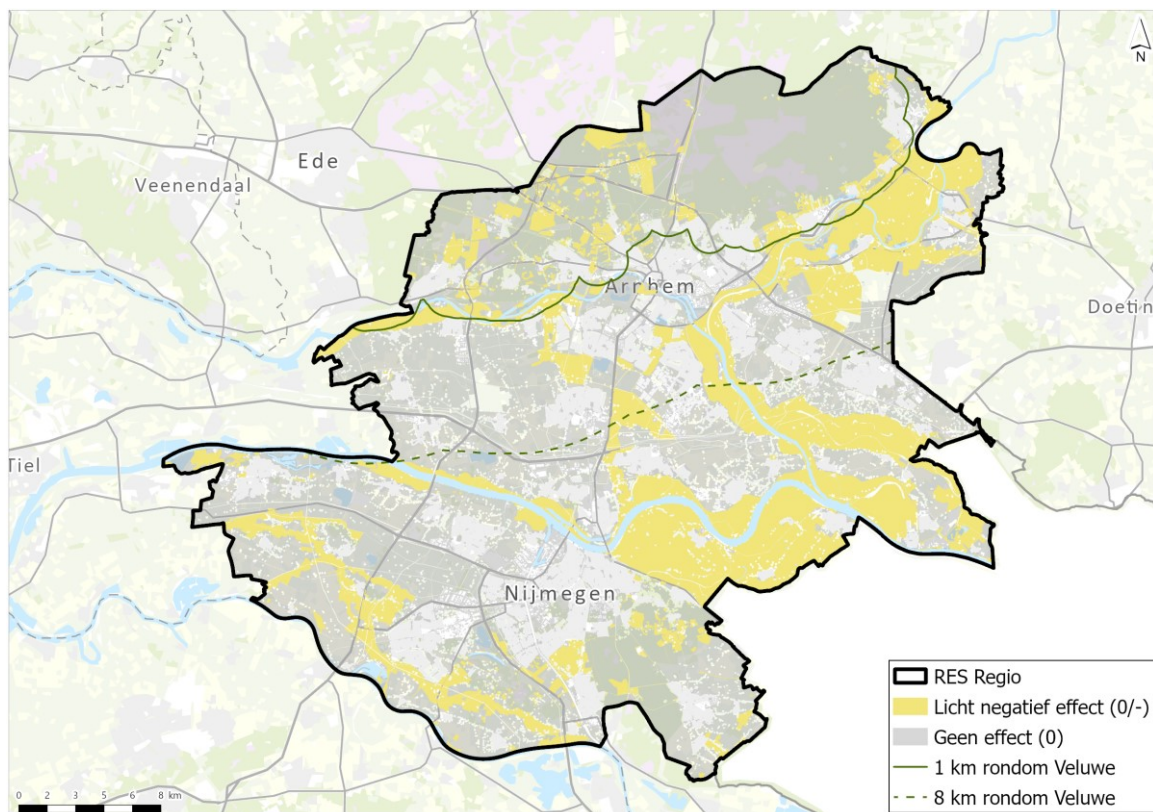 N
Ede
Veenendaal
Arnhem
Doetin
Tiel
Nijmegen
RES Regio
Licht negatief effect (0/-)
Geen effect (0)
1 km rondom Veluwe
8 km rondom Veluwe
0 2 3 4 5 6 8 km